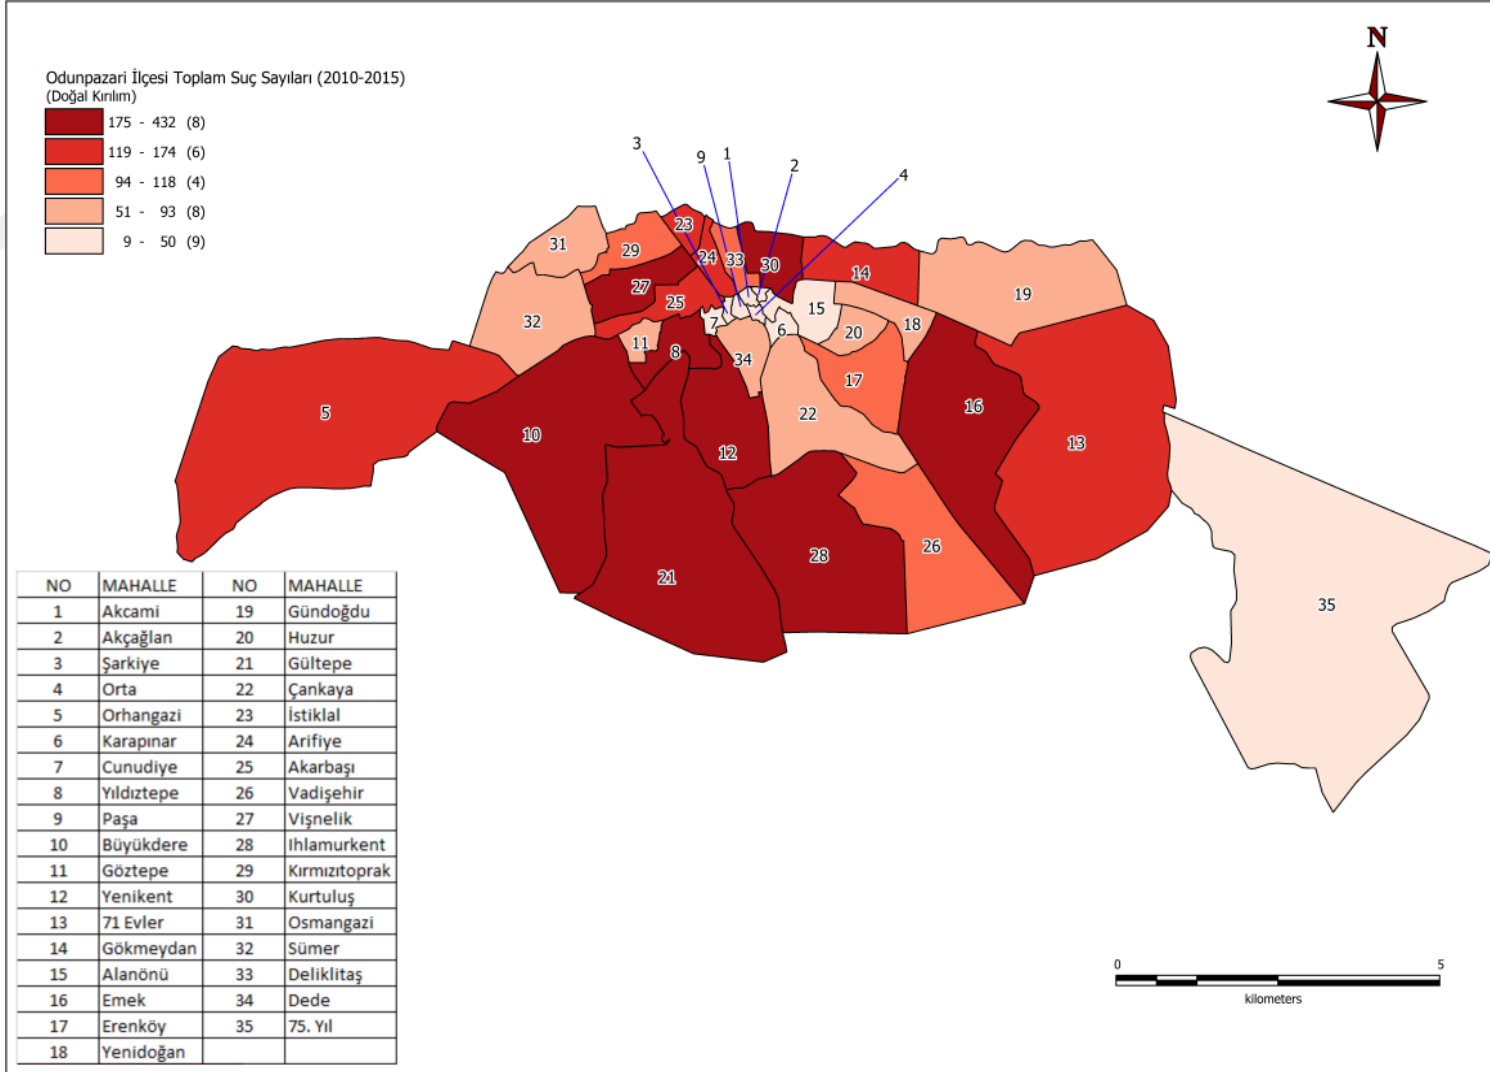 N
Odunpazari İlçesi Toplam Suç Sayıları (2010-2015)
(Doğal Kırılım)
175 - 432 (8)
119 - 174 (6)
94 - 118 (4)
51 - 93 (8)
9 - 50 (9)
3
9
1
2
4
23
31
29
24
33
30
14
27
25
19
32
7
15
6
20
18
11
8
34
17
5
22
16
10
12
13
26
28
21
35
NO MAHALLE NO MAHALLE
1 Akcami 19 Gündoğdu
2 Akçağlan 20 Huzur
3 Şarkiye 21 Gültepe
4 Orta 22 Çankaya
5 Orhangazi 23 İstiklal
6 Karapınar 24 Arifiye
7 Cunudiye 25 Akarbaşı
8 Yıldıztepe 26 Vadişehir
9 Paşa 27 Vişnelik
10 Büyükdere 28 Ihlamurkent
11 Göztepe 29 Kırmızıtoprak
12 Yenikent 30 Kurtuluş
13 71 Evler 31 Osmangazi
14 Gökmeydan 32 Sümer
15 Alanönü 33 Deliklitaş
16 Emek 34 Dede
17 Erenköy 35 75. Yıl
18 Yenidoğan
0 5
kilometers